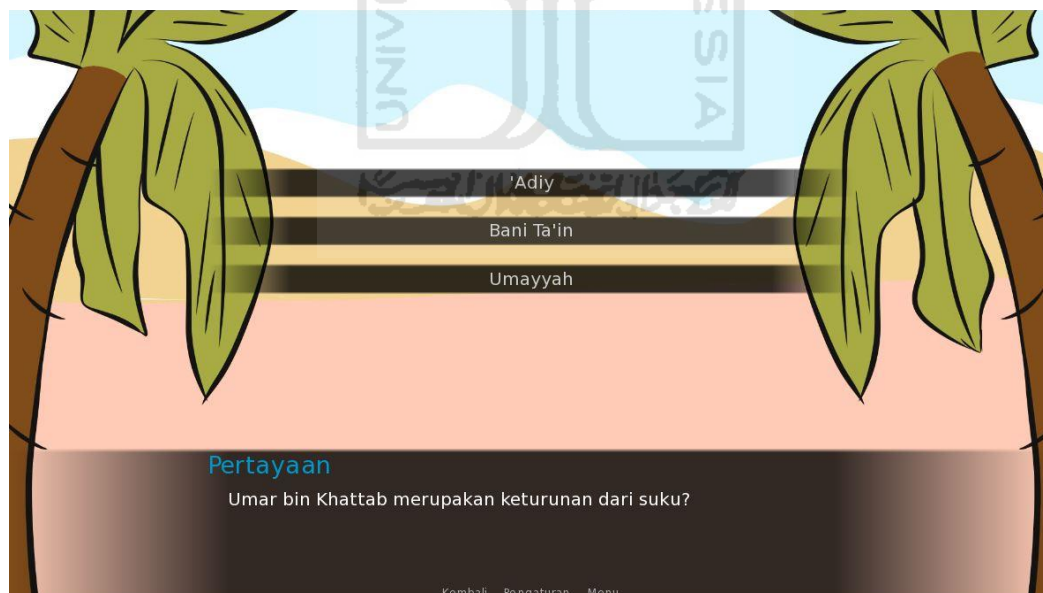 'Adiy
Bani Ta'in
Umayyah
Pertayaan
Umar bin Khattab merupakan keturunan dari suku?
Kembali Pengaturan Menu